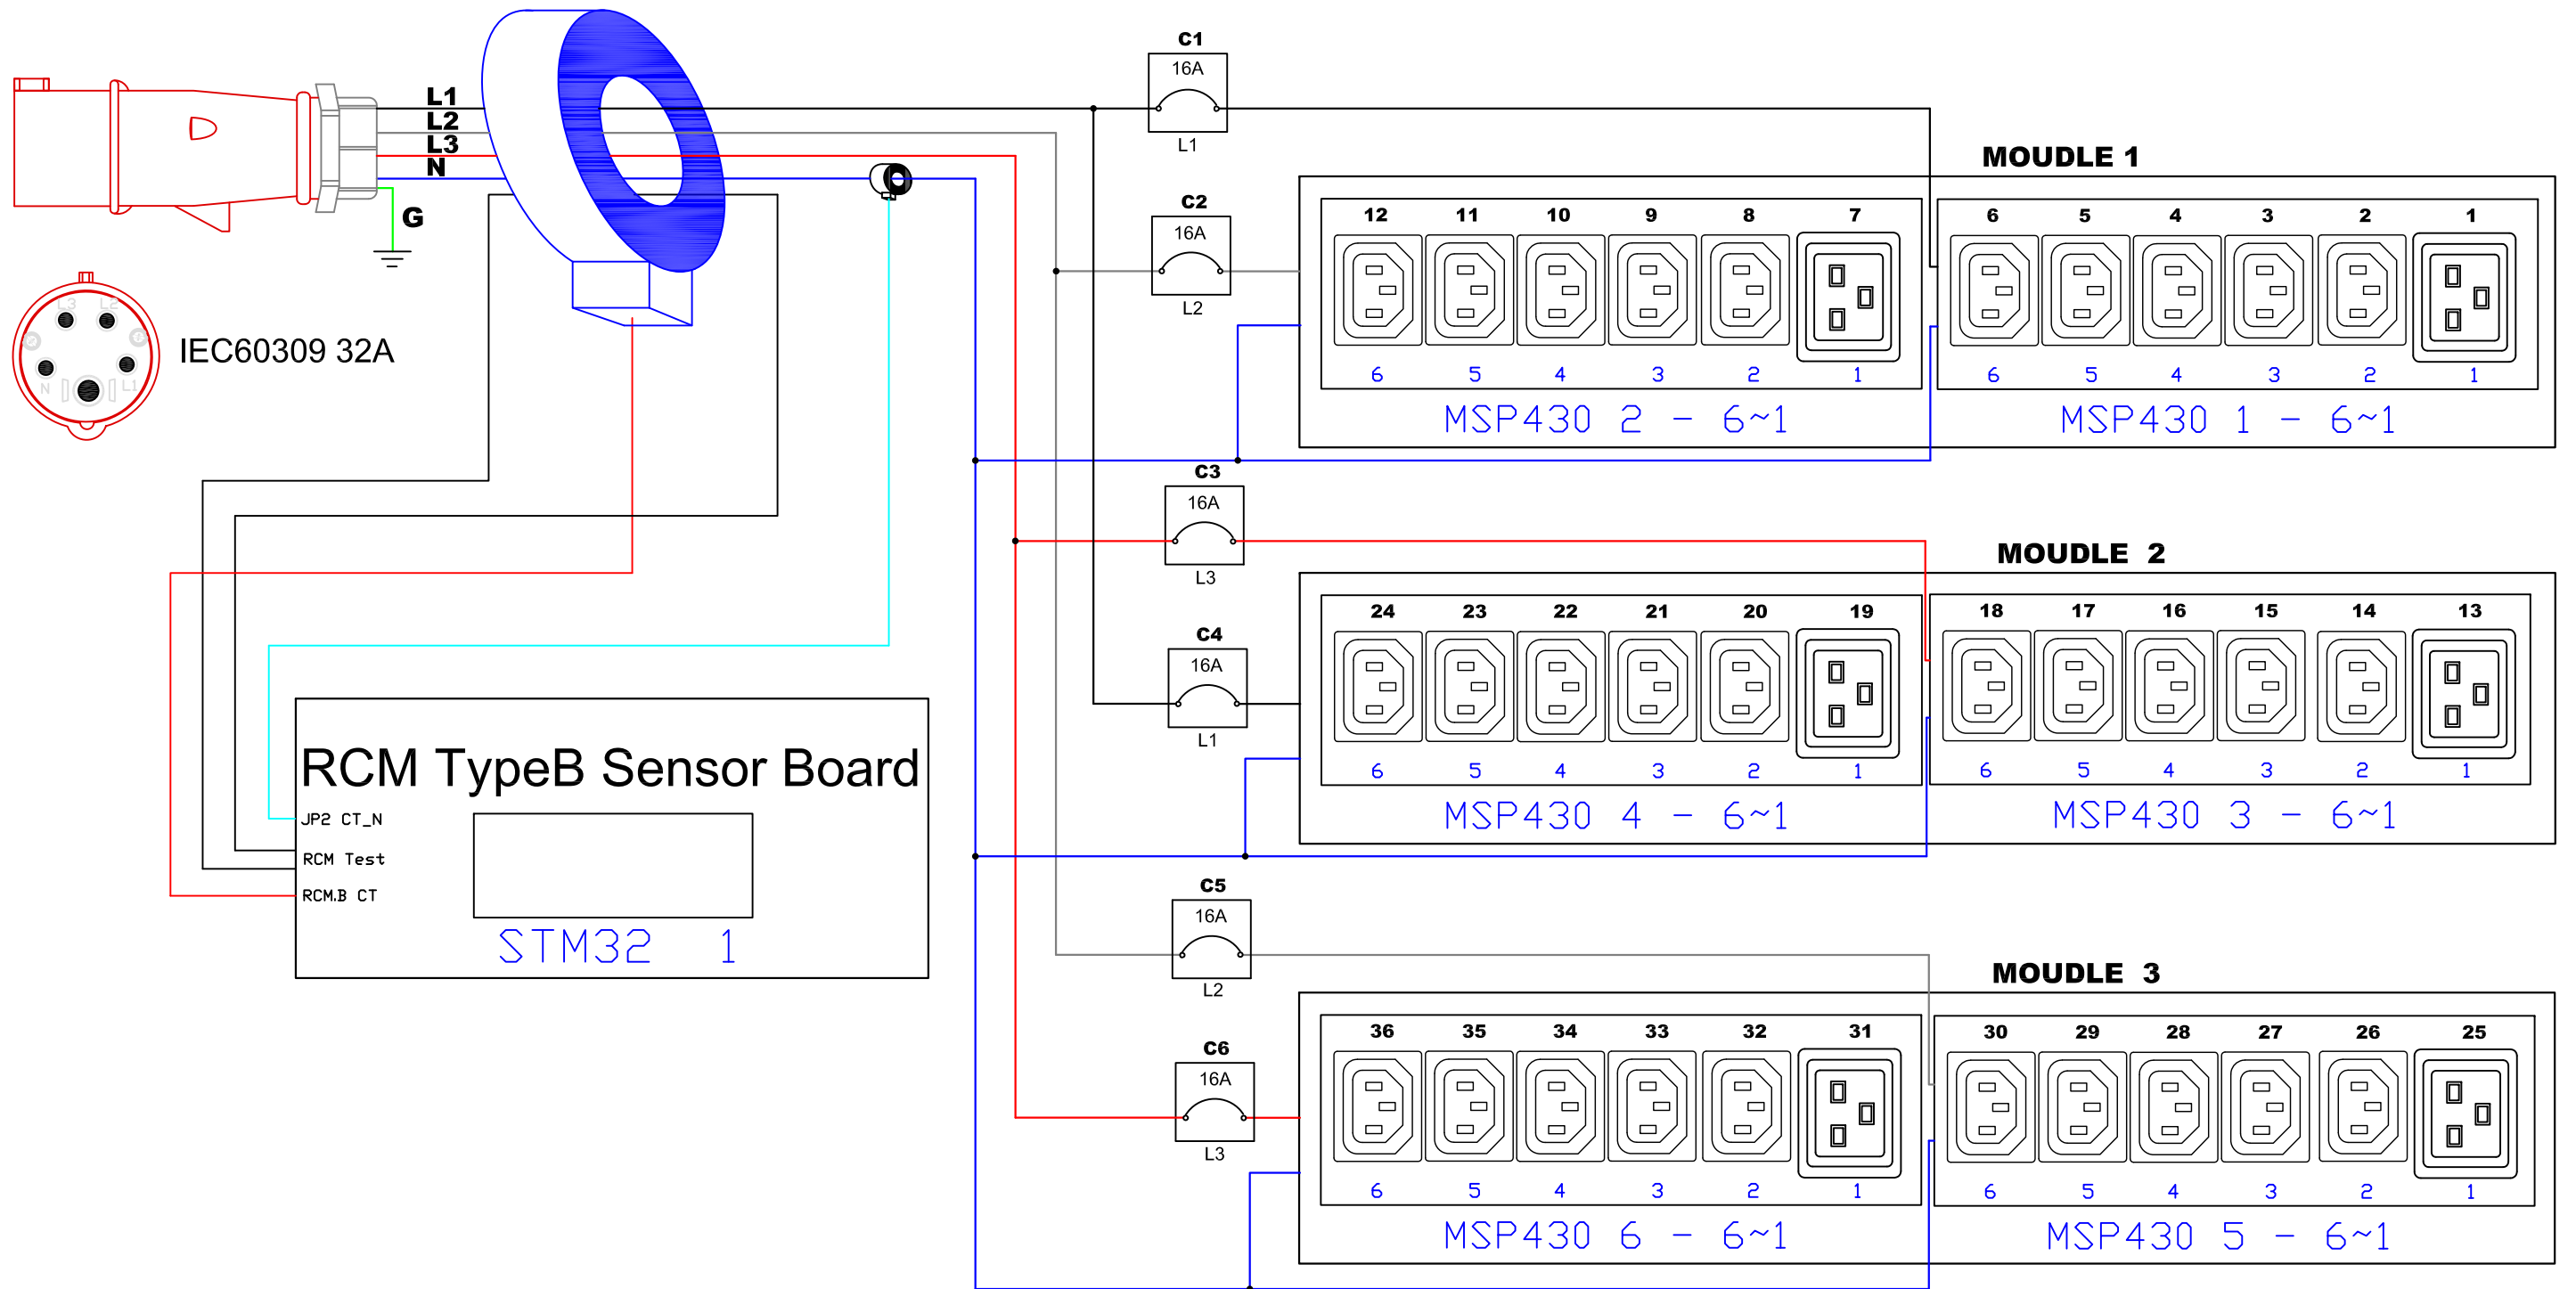 L1
L2
L3
N
G
L3 L2
N L1
IEC60309 32A
C1
16A
L1
C2
16A
L2
MOUDLE 1
12 11 10 9 8 7
6 5 4 3 2 1
6 5 4 3 2 1
6 5 4 3 2 1
MSP430 2 - 6~1
MSP430 1 - 6~1
C3
16A
L3
C4
16A
L1
MOUDLE 2
24 23 22 21 20 19
18 17 16 15 14 13
6 5 4 3 2 1
6 5 4 3 2 1
MSP430 4 - 6~1
MSP430 3 - 6~1
RCM TypeB Sensor Board
JP2 CT_N
RCM Test
RCM.B CT
STM32 1
C5
16A
L2
C6
16A
L3
MOUDLE 3
36 35 34 33 32 31
30 29 28 27 26 25
6 5 4 3 2 1
6 5 4 3 2 1
MSP430 6 - 6~1
MSP430 5 - 6~1